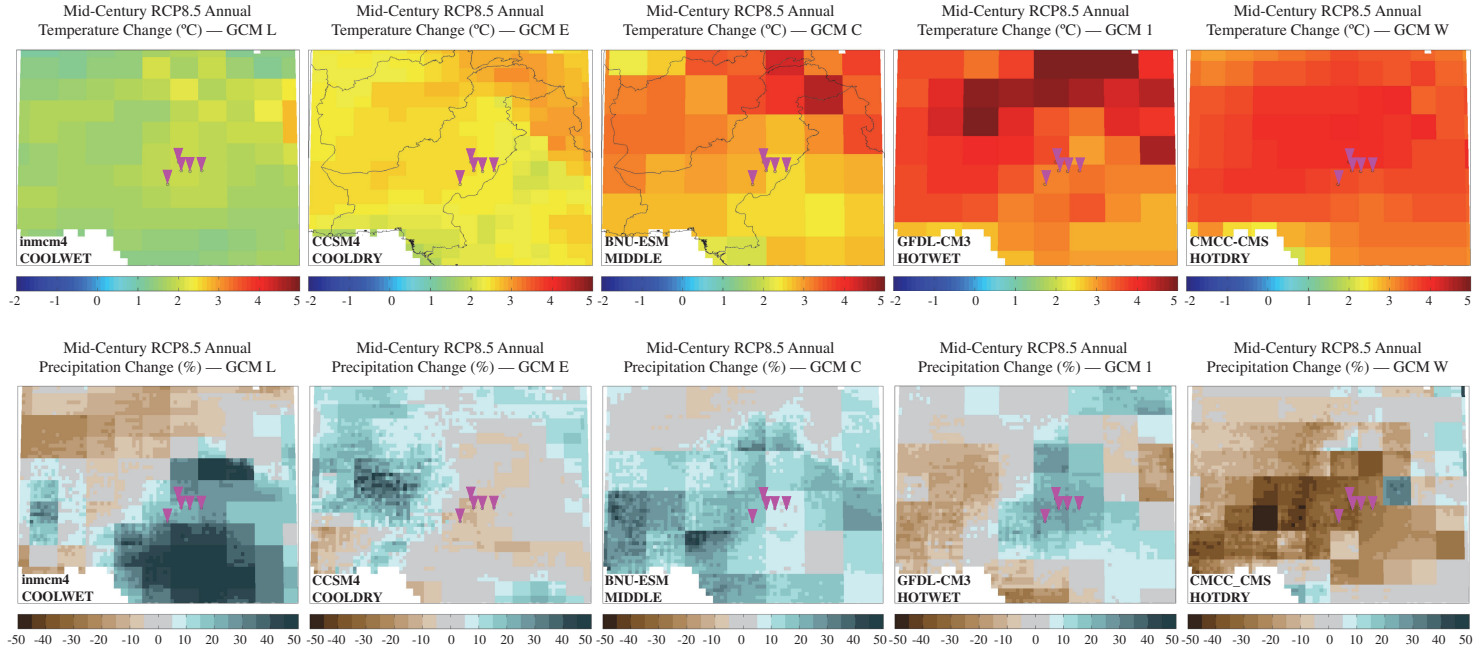 Mid-Century RCP8.5 Annual
Temperature Change (ºC) — GCM L
Mid-Century RCP8.5 Annual
Temperature Change (ºC) — GCM E
Mid-Century RCP8.5 Annual
Temperature Change (ºC) — GCM C
Mid-Century RCP8.5 Annual
Temperature Change (ºC) — GCM 1
Mid-Century RCP8.5 Annual
Temperature Change (ºC) — GCM W
inmcm4
COOLWET
CCSM4
COOLDRY
BNU-ESM
MIDDLE
GFDL-CM3
HOTWET
CMCC-CMS
HOTDRY
-2 -1 0 1 2 3 4 5
-2 -1 0 1 2 3 4 5
-2 -1 0 1 2 3 4 5
-2 -1 0 1 2 3 4 5
-2 -1 0 1 2 3 4 5
Mid-Century RCP8.5 Annual
Precipitation Change (%) — GCM L
Mid-Century RCP8.5 Annual
Precipitation Change (%) — GCM E
Mid-Century RCP8.5 Annual
Precipitation Change (%) — GCM C
Mid-Century RCP8.5 Annual
Precipitation Change (%) — GCM 1
Mid-Century RCP8.5 Annual
Precipitation Change (%) — GCM W
inmcm4
COOLWET
CCSM4
COOLDRY
BNU-ESM
MIDDLE
GFDL-CM3
HOTWET
CMCC_CMS
HOTDRY
-50 -40 -30 -20 -10 0 10 20 30 40 50
-50 -40 -30 -20 -10 0 10 20 30 40 50
-50 -40 -30 -20 -10 0 10 20 30 40 50
-50 -40 -30 -20 -10 0 10 20 30 40 50
-50 -40 -30 -20 -10 0 10 20 30 40 50